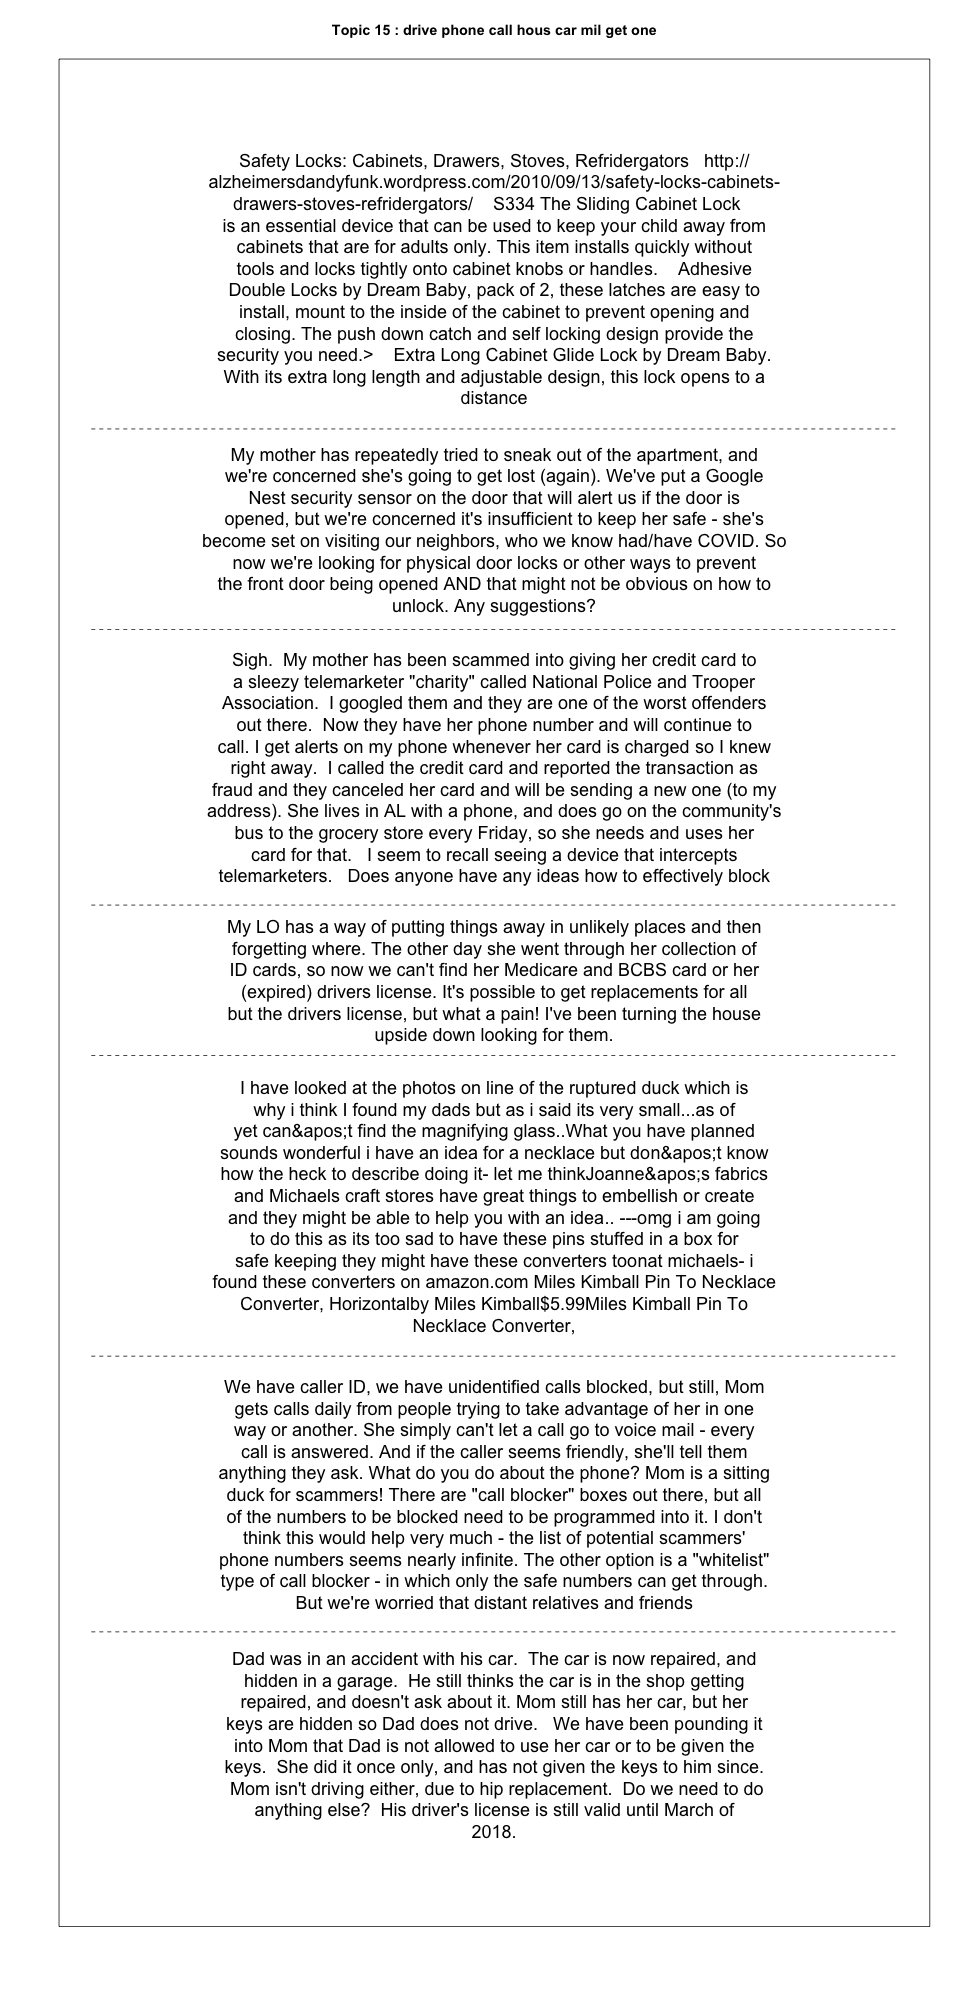 Topic 15 : drive phone call hous car mil get one
Safety Locks: Cabinets, Drawers, Stoves, Refridergators   http://
alzheimersdandyfunk.wordpress.com/2010/09/13/safety-locks-cabinets-
drawers-stoves-refridergators/    S334 The Sliding Cabinet Lock
is an essential device that can be used to keep your child away from
cabinets that are for adults only. This item installs quickly without
tools and locks tightly onto cabinet knobs or handles.    Adhesive
Double Locks by Dream Baby, pack of 2, these latches are easy to
install, mount to the inside of the cabinet to prevent opening and
closing. The push down catch and self locking design provide the
security you need.>    Extra Long Cabinet Glide Lock by Dream Baby.
With its extra long length and adjustable design, this lock opens to a
distance
My mother has repeatedly tried to sneak out of the apartment, and
we're concerned she's going to get lost (again). We've put a Google
Nest security sensor on the door that will alert us if the door is
opened, but we're concerned it's insufficient to keep her safe - she's
become set on visiting our neighbors, who we know had/have COVID. So
now we're looking for physical door locks or other ways to prevent
the front door being opened AND that might not be obvious on how to
unlock. Any suggestions?
Sigh.  My mother has been scammed into giving her credit card to
a sleezy telemarketer "charity" called National Police and Trooper
Association.  I googled them and they are one of the worst offenders
out there.  Now they have her phone number and will continue to
call. I get alerts on my phone whenever her card is charged so I knew
right away.  I called the credit card and reported the transaction as
fraud and they canceled her card and will be sending a new one (to my
address). She lives in AL with a phone, and does go on the community's
bus to the grocery store every Friday, so she needs and uses her
card for that.   I seem to recall seeing a device that intercepts
telemarketers.   Does anyone have any ideas how to effectively block
My LO has a way of putting things away in unlikely places and then
forgetting where. The other day she went through her collection of
ID cards, so now we can't find her Medicare and BCBS card or her
(expired) drivers license. It's possible to get replacements for all
but the drivers license, but what a pain! I've been turning the house
upside down looking for them.
I have looked at the photos on line of the ruptured duck which is
why i think I found my dads but as i said its very small...as of
yet can&apos;t find the magnifying glass..What you have planned
sounds wonderful i have an idea for a necklace but don&apos;t know
how the heck to describe doing it- let me thinkJoanne&apos;s fabrics
and Michaels craft stores have great things to embellish or create
and they might be able to help you with an idea.. ---omg i am going
to do this as its too sad to have these pins stuffed in a box for
safe keeping they might have these converters toonat michaels- i
found these converters on amazon.com Miles Kimball Pin To Necklace
Converter, Horizontalby Miles Kimball$5.99Miles Kimball Pin To
Necklace Converter,
We have caller ID, we have unidentified calls blocked, but still, Mom
gets calls daily from people trying to take advantage of her in one
way or another. She simply can't let a call go to voice mail - every
call is answered. And if the caller seems friendly, she'll tell them
anything they ask. What do you do about the phone? Mom is a sitting
duck for scammers! There are "call blocker" boxes out there, but all
of the numbers to be blocked need to be programmed into it. I don't
think this would help very much - the list of potential scammers'
phone numbers seems nearly infinite. The other option is a "whitelist"
type of call blocker - in which only the safe numbers can get through.
But we're worried that distant relatives and friends
Dad was in an accident with his car.  The car is now repaired, and
hidden in a garage.  He still thinks the car is in the shop getting
repaired, and doesn't ask about it. Mom still has her car, but her
keys are hidden so Dad does not drive.   We have been pounding it
into Mom that Dad is not allowed to use her car or to be given the
keys.  She did it once only, and has not given the keys to him since.
Mom isn't driving either, due to hip replacement.  Do we need to do
anything else?  His driver's license is still valid until March of
2018.